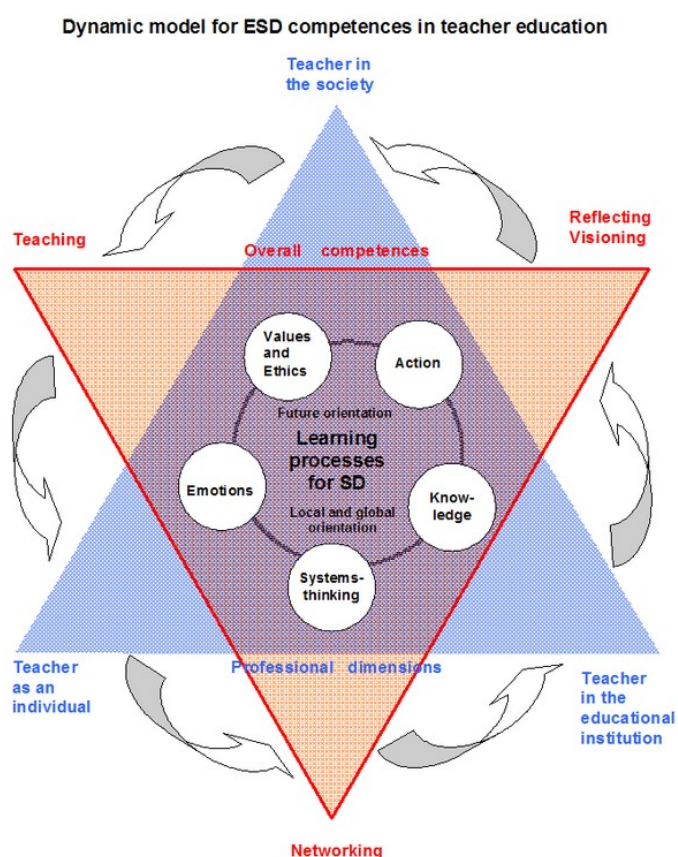 Dynamic model for ESD competences in teacher education
Teacher in
the society
Teaching
Reflecting
Visioning
Overall competences
Values
and
Ethics
Action
Future orientation
Learning
processes
for SD
Emotions
Know-
ledge
Local and global
orientation
Systems-
thinking
Teacher
as an
individual
Professional dimensions
Teacher
in the
educational
institution
Networking